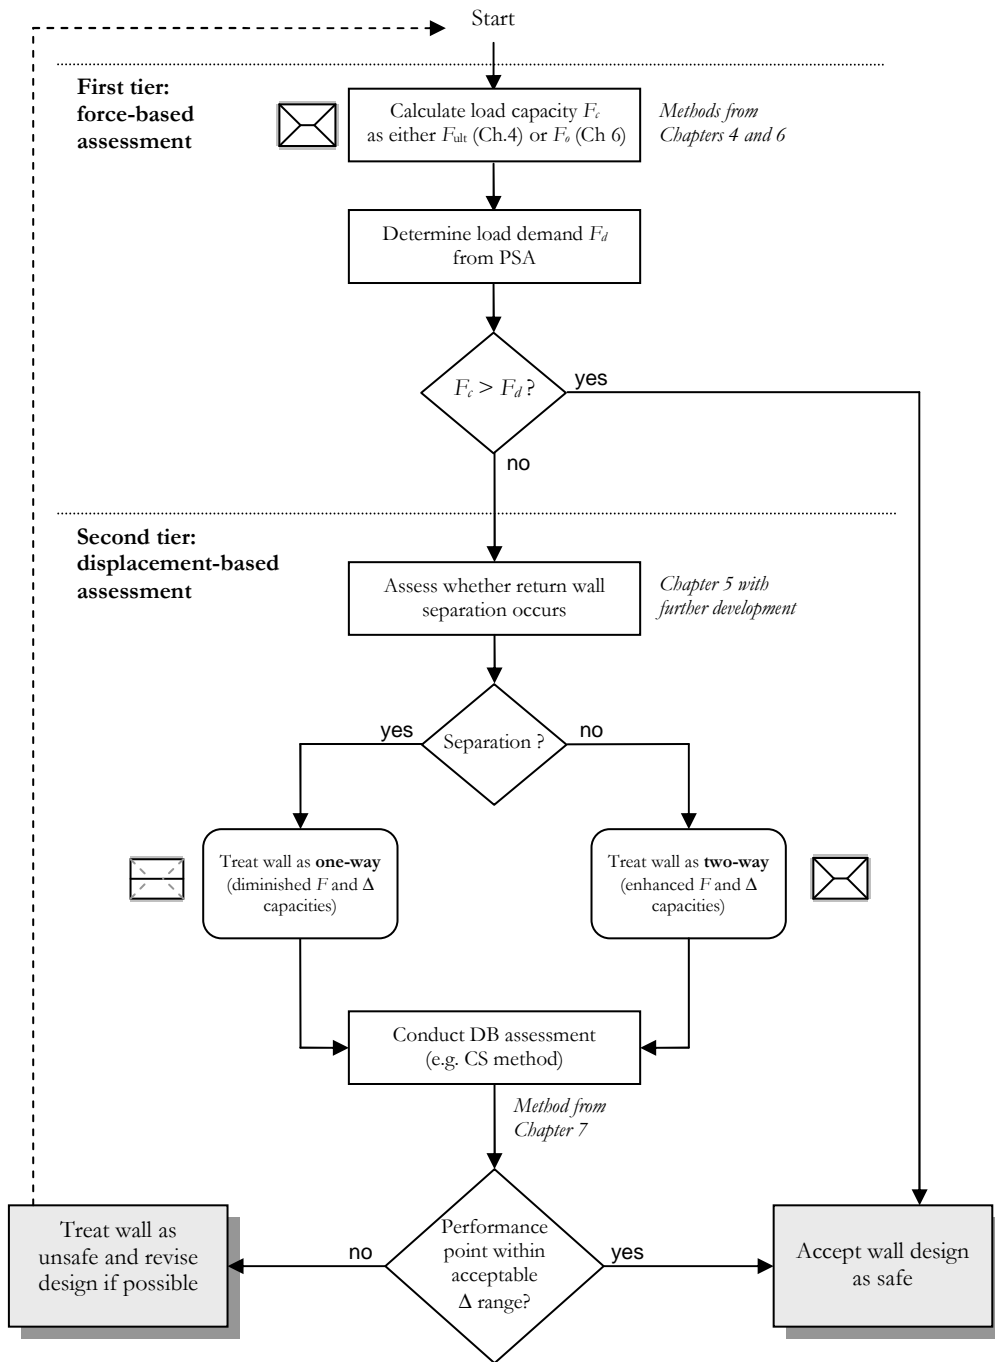 Start
First tier:
force-based
assessment
Calculate load capacity Fc
as either Fult (Ch.4) or Fo (Ch 6)
Methods from
Chapters 4 and 6
Determine load demand Fd
from PSA
Fc > Fd ?
yes
no
Second tier:
displacement-based
assessment
Assess whether return wall
separation occurs
Chapter 5 with
further development
Separation ?
yes
no
Treat wall as one-way
(diminished F and Δ
capacities)
Treat wall as two-way
(enhanced F and Δ
capacities)
Conduct DB assessment
(e.g. CS method)
Method from
Chapter 7
Performance
point within
acceptable
Δ range?
no
yes
Treat wall as
unsafe and revise
design if possible
Accept wall design
as safe